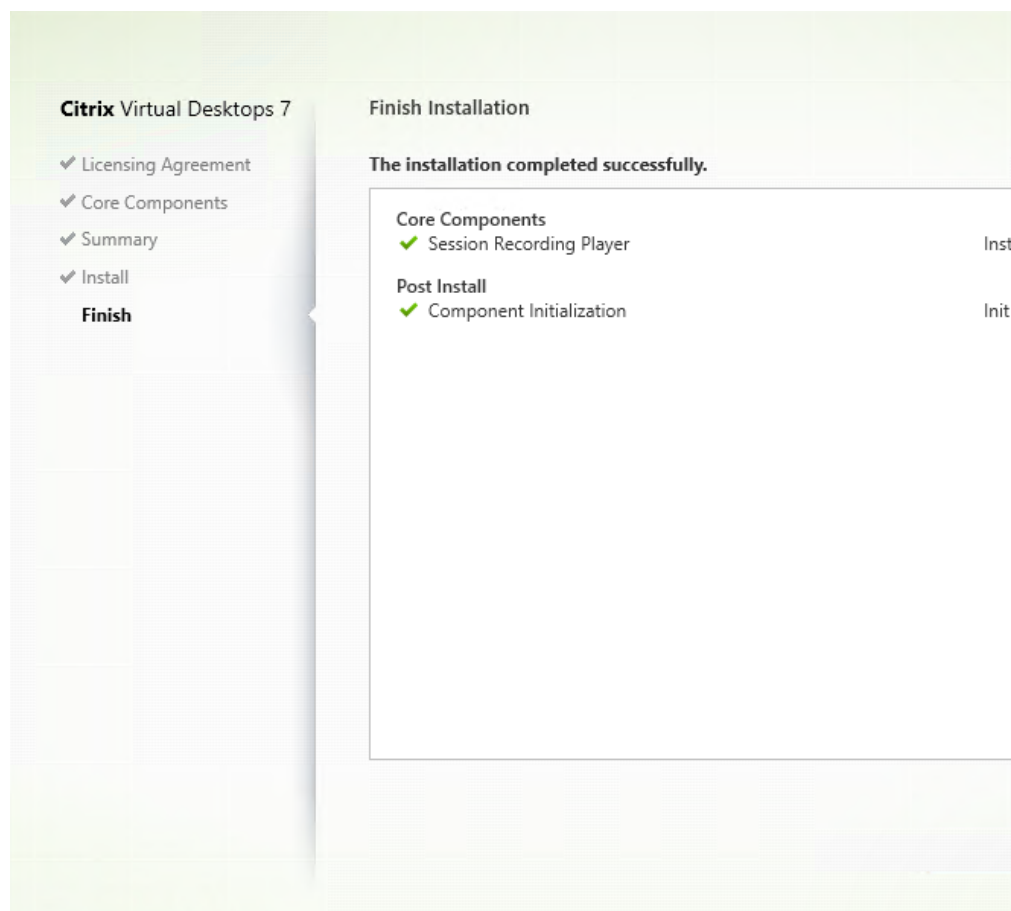 Citrix Virtual Desktops 7
Licensing Agreement
Core Components
Summary
Install
Finish
Finish Installation
The installation completed successfully.
Core Components
Session Recording Player Inst
Post Install
Component Initialization Init